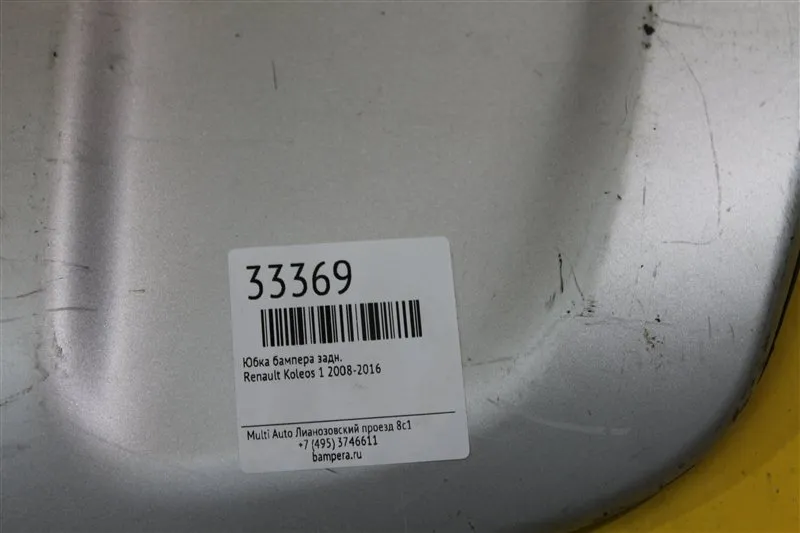 33369
Юбка бампера задн.
Renault Koleos 1 2008-2016
Multi Auto Лианозовский проезд 8с1
+7 (495) 3746611
bampera.ru